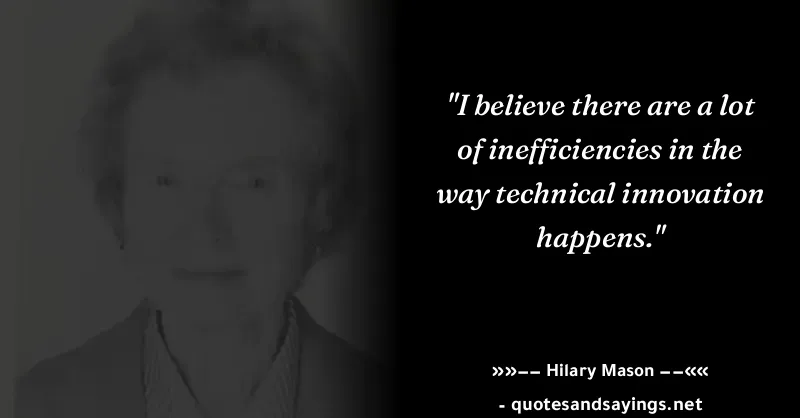 "I believe there are a lot
of inefficiencies in the
way technical innovation
happens."
»»−− Hilary Mason −−««
- quotesandsayings.net